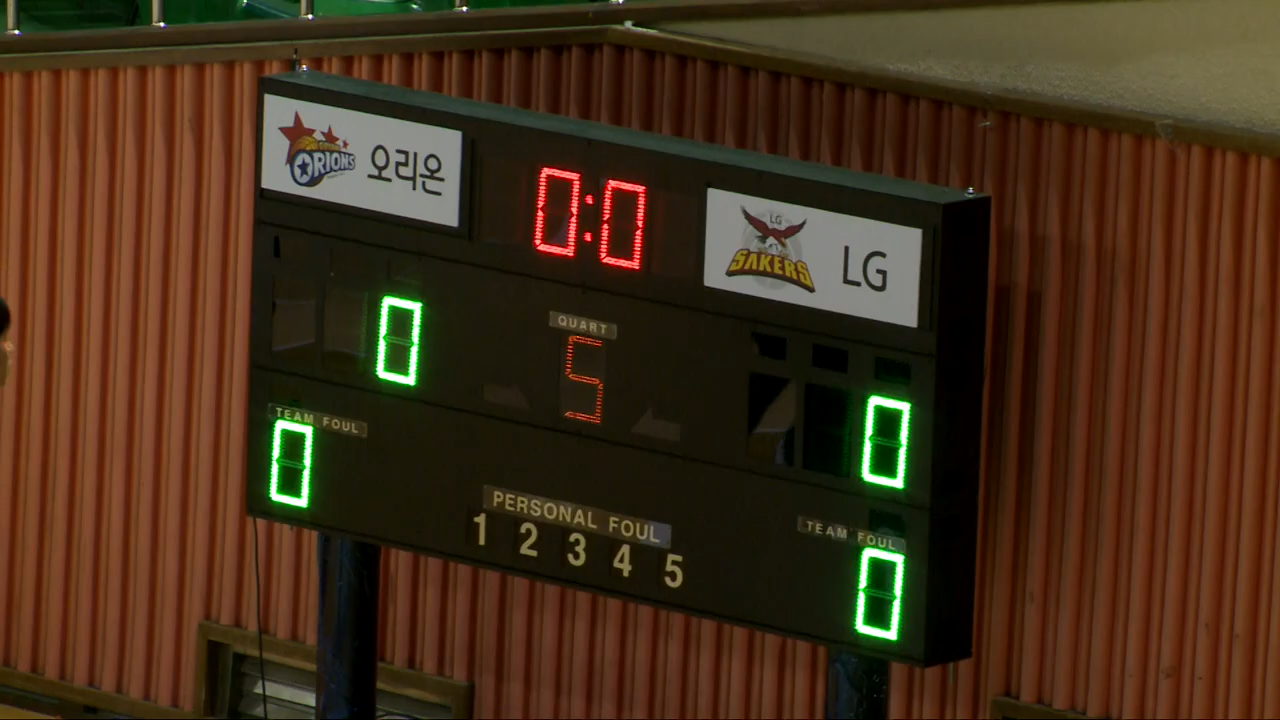 ORIONS 오리온
0:0
LG
SAKERS LG
0
QUART
5
0
TEAM FOUL
0
PERSONAL FOUL
1 2 3 4 5
TEAM FOUL
0